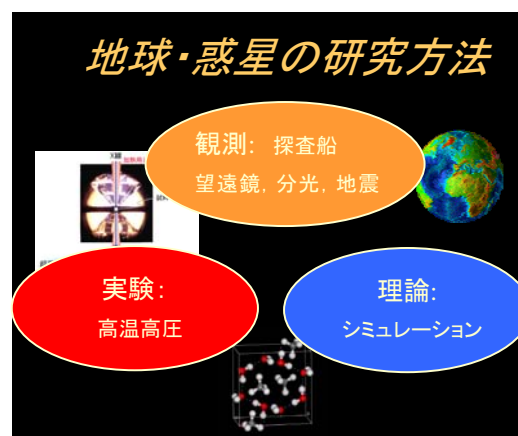 地球・惑星の研究方法
観測: 探査船
望遠鏡, 分光, 地震
実験:
高温高圧
理論:
シミュレーション